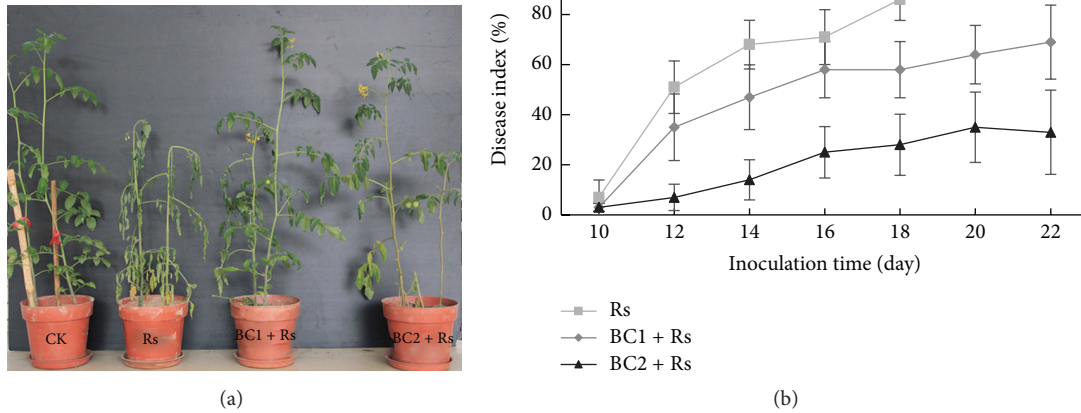 CK
Rs
BC1 + Rs
BC2 + Rs
(a)
Disease index (%)
80
60
40
20
0
10 12 14 16 18 20 22
Inoculation time (day)
Rs
BC1 + Rs
BC2 + Rs
(b)